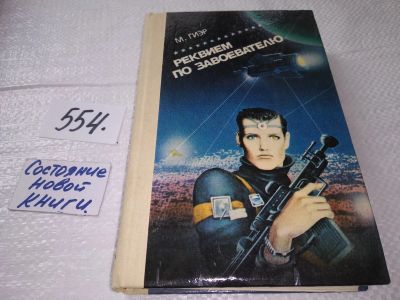 М. ГИЭР
РЕКВИЕМ
ПО ЗАВОЕВАТЕЛЮ
554.
Состояние
новой
книги.